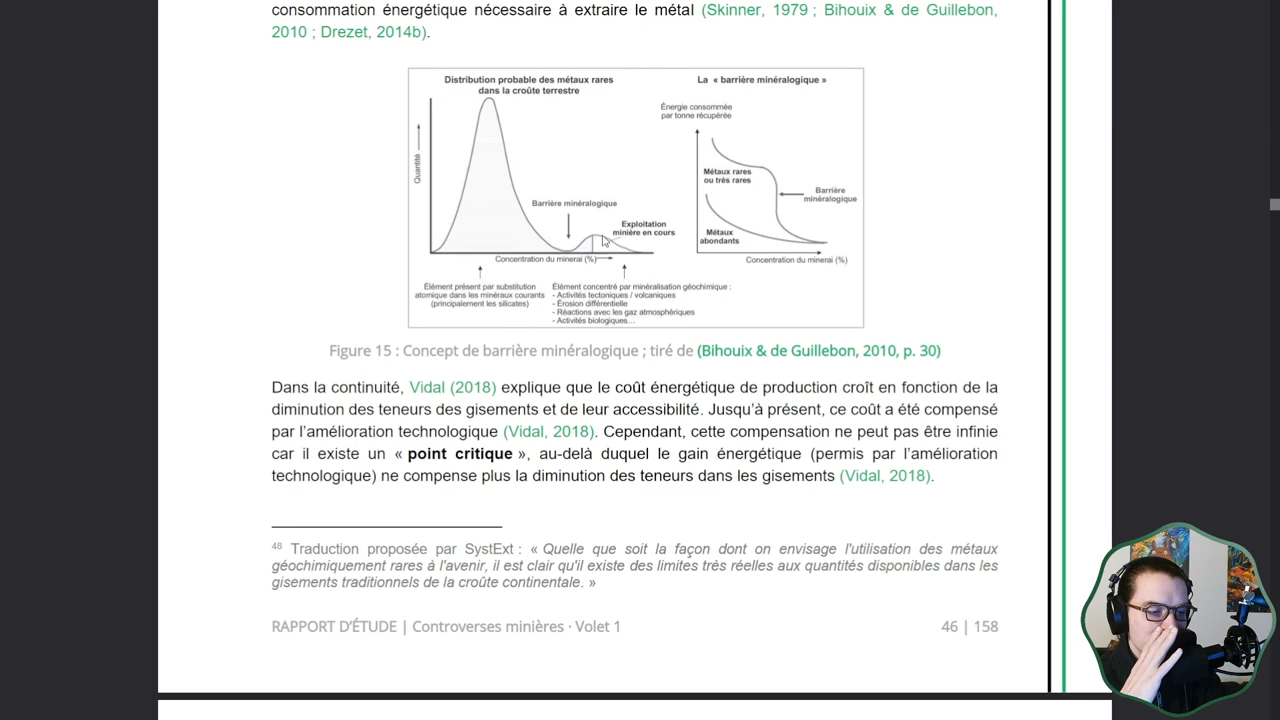 consommation énergétique nécessaire à extraire le métal (Skinner, 1979 ; Bihouix & de Guillebon,
2010 ; Drezet, 2014b).
Distribution probable des métaux rares
dans la croûte terrestre
Quantité
Barrière minéralogique
Exploitation
minière en cours
Concentration du minerai (%)
Élément présent par substitution
atomique dans les minéraux courants
(principalement les silicates)
Élément concentré par minéralisation géochimique :
- Activités tectoniques / volcaniques
- Érosion différentielle
- Réactions avec les gaz atmosphériques
- Activités biologiques...
La « barrière minéralogique »
Énergie consommée
par tonne récupérée
Métaux rares
ou très rares
Barrière
minéralogique
Métaux
abondants
Concentration du minerai (%)
Figure 15 : Concept de barrière minéralogique ; tiré de (Bihouix & de Guillebon, 2010, p. 30)
Dans la continuité, Vidal (2018) explique que le coût énergétique de production croît en fonction de la
diminution des teneurs des gisements et de leur accessibilité. Jusqu'à présent, ce coût a été compensé
par l'amélioration technologique (Vidal, 2018). Cependant, cette compensation ne peut pas être infinie
car il existe un « point critique », au-delà duquel le gain énergétique (permis par l'amélioration
technologique) ne compense plus la diminution des teneurs dans les gisements (Vidal, 2018).
48 Traduction proposée par SystExt : « Quelle que soit la façon dont on envisage l'utilisation des métaux
géochimiquement rares à l'avenir, il est clair qu'il existe des limites très réelles aux quantités disponibles dans les
gisements traditionnels de la croûte continentale. »
RAPPORT D'ÉTUDE | Controverses minières · Volet 1
46 | 158